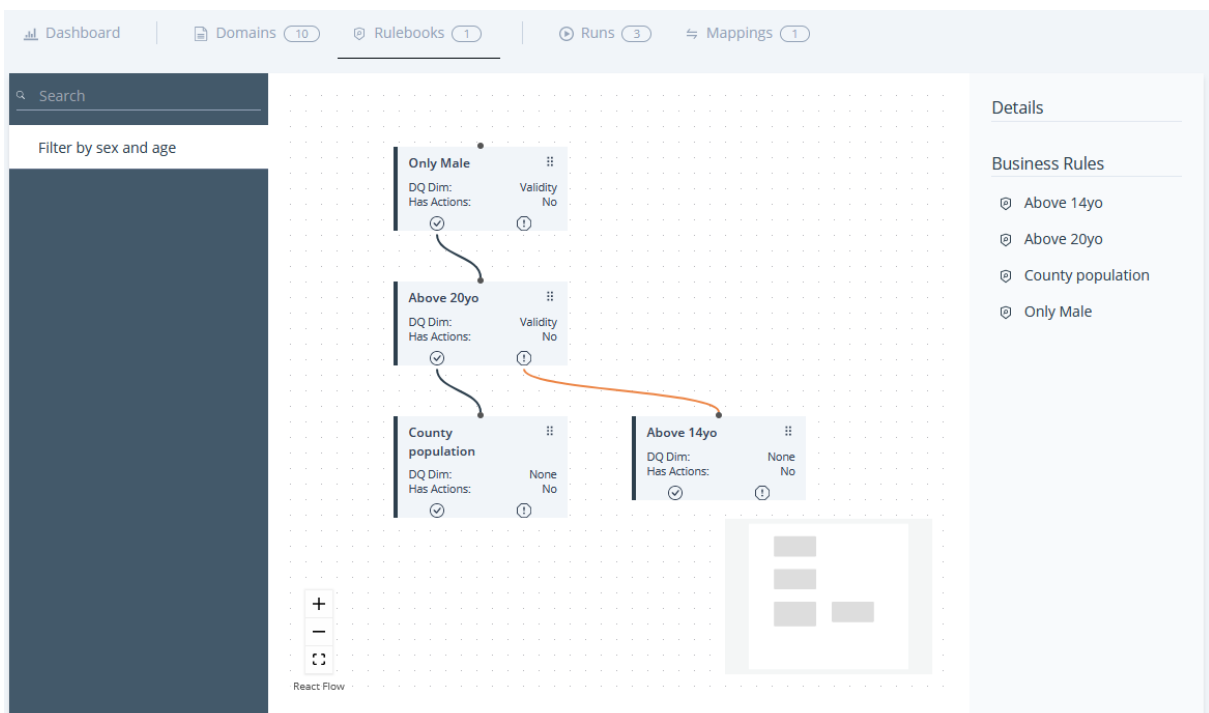 Dashboard Domains 10 Rulebooks 1 Runs 3 Mappings 1
Search
Filter by sex and age
Only Male
DQ Dim: Validity
Has Actions: No
Above 20yo
DQ Dim: Validity
Has Actions: No
County
population
DQ Dim: None
Has Actions: No
Above 14yo
DQ Dim: None
Has Actions: No
React Flow
Details
Business Rules
Above 14yo
Above 20yo
County population
Only Male